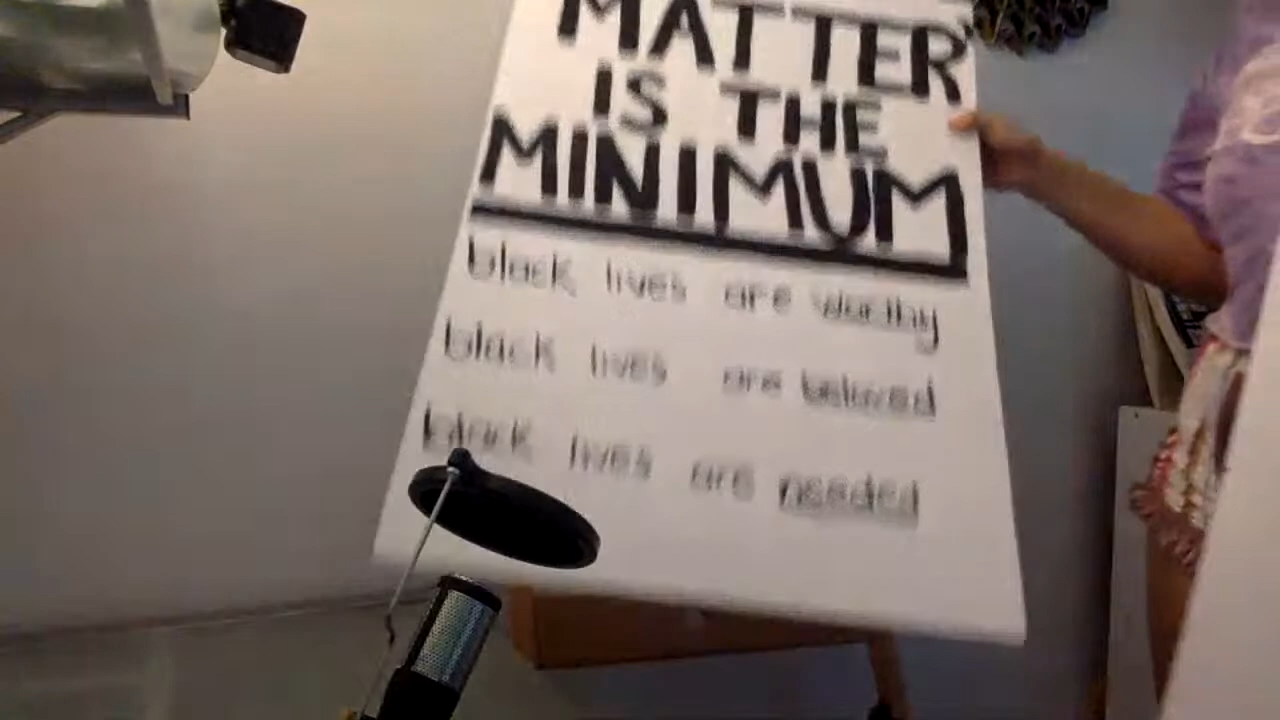 MATTER
IS THE
MINIMUM
black lives are worthy
black lives are beloved
black lives are needed